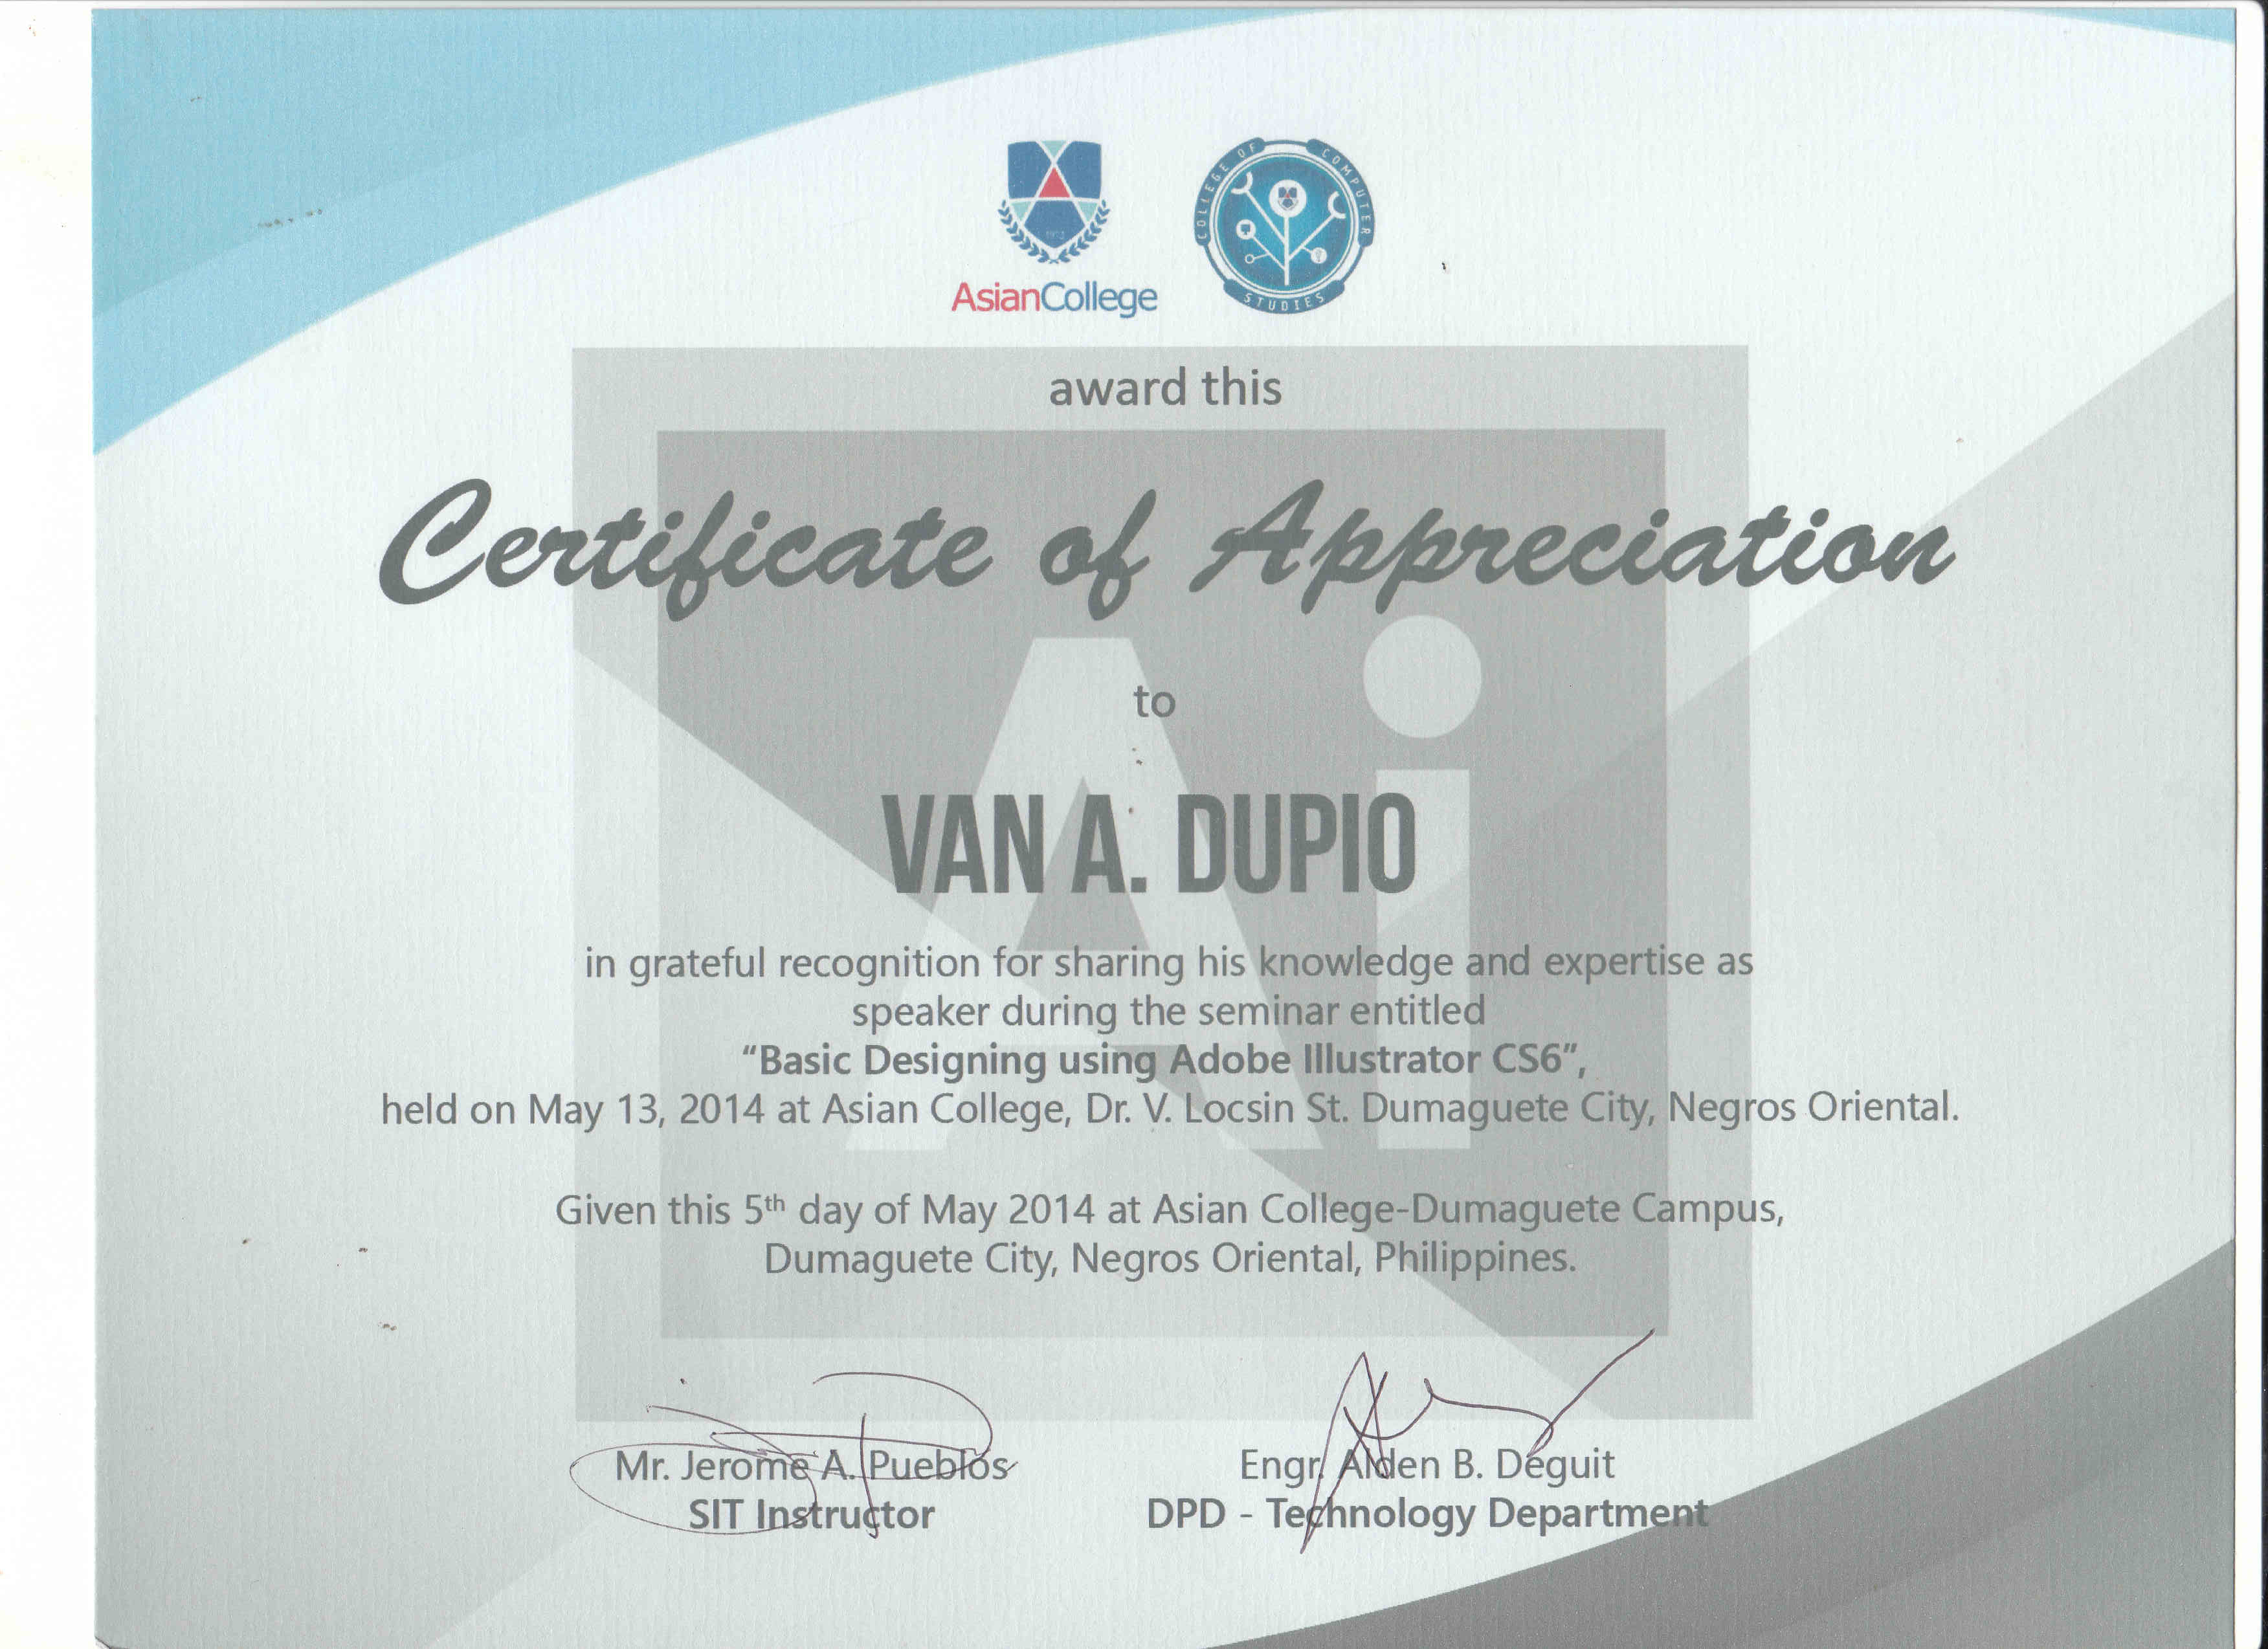 1972
AsianCollege
COLLEGE OF COMPUTER STUDIES
award this
Certificate of Appreciation
to
VAN A. DUPIO
in grateful recognition for sharing his knowledge and expertise as
speaker during the seminar entitled
“Basic Designing using Adobe Illustrator CS6”,
held on May 13, 2014 at Asian College, Dr. V. Locsin St. Dumaguete City, Negros Oriental.
Given this 5th day of May 2014 at Asian College-Dumaguete Campus,
Dumaguete City, Negros Oriental, Philippines.
Ai
Mr. Jerome A. Pueblos
SIT Instructor
Engr. Alden B. Deguit
DPD - Technology Department